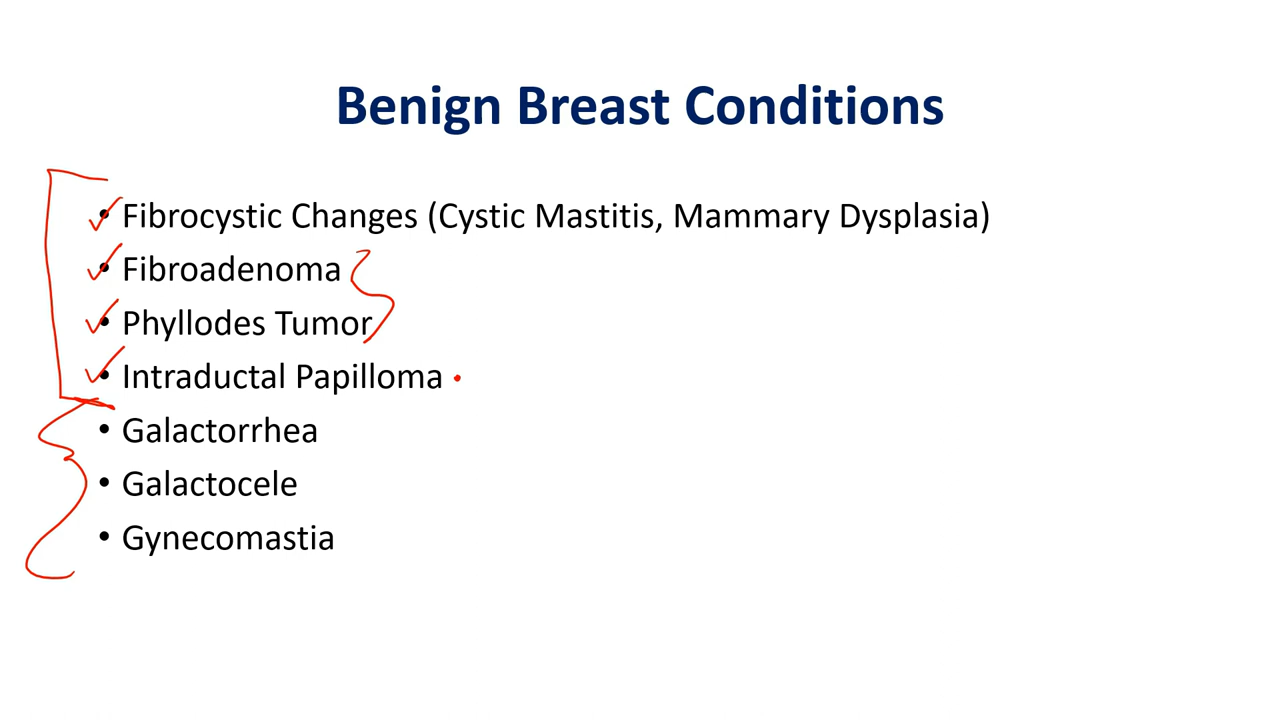 Benign Breast Conditions
• Fibrocystic Changes (Cystic Mastitis, Mammary Dysplasia)
• Fibroadenoma
• Phyllodes Tumor
• Intraductal Papilloma
• Galactorrhea
• Galactocele
• Gynecomastia